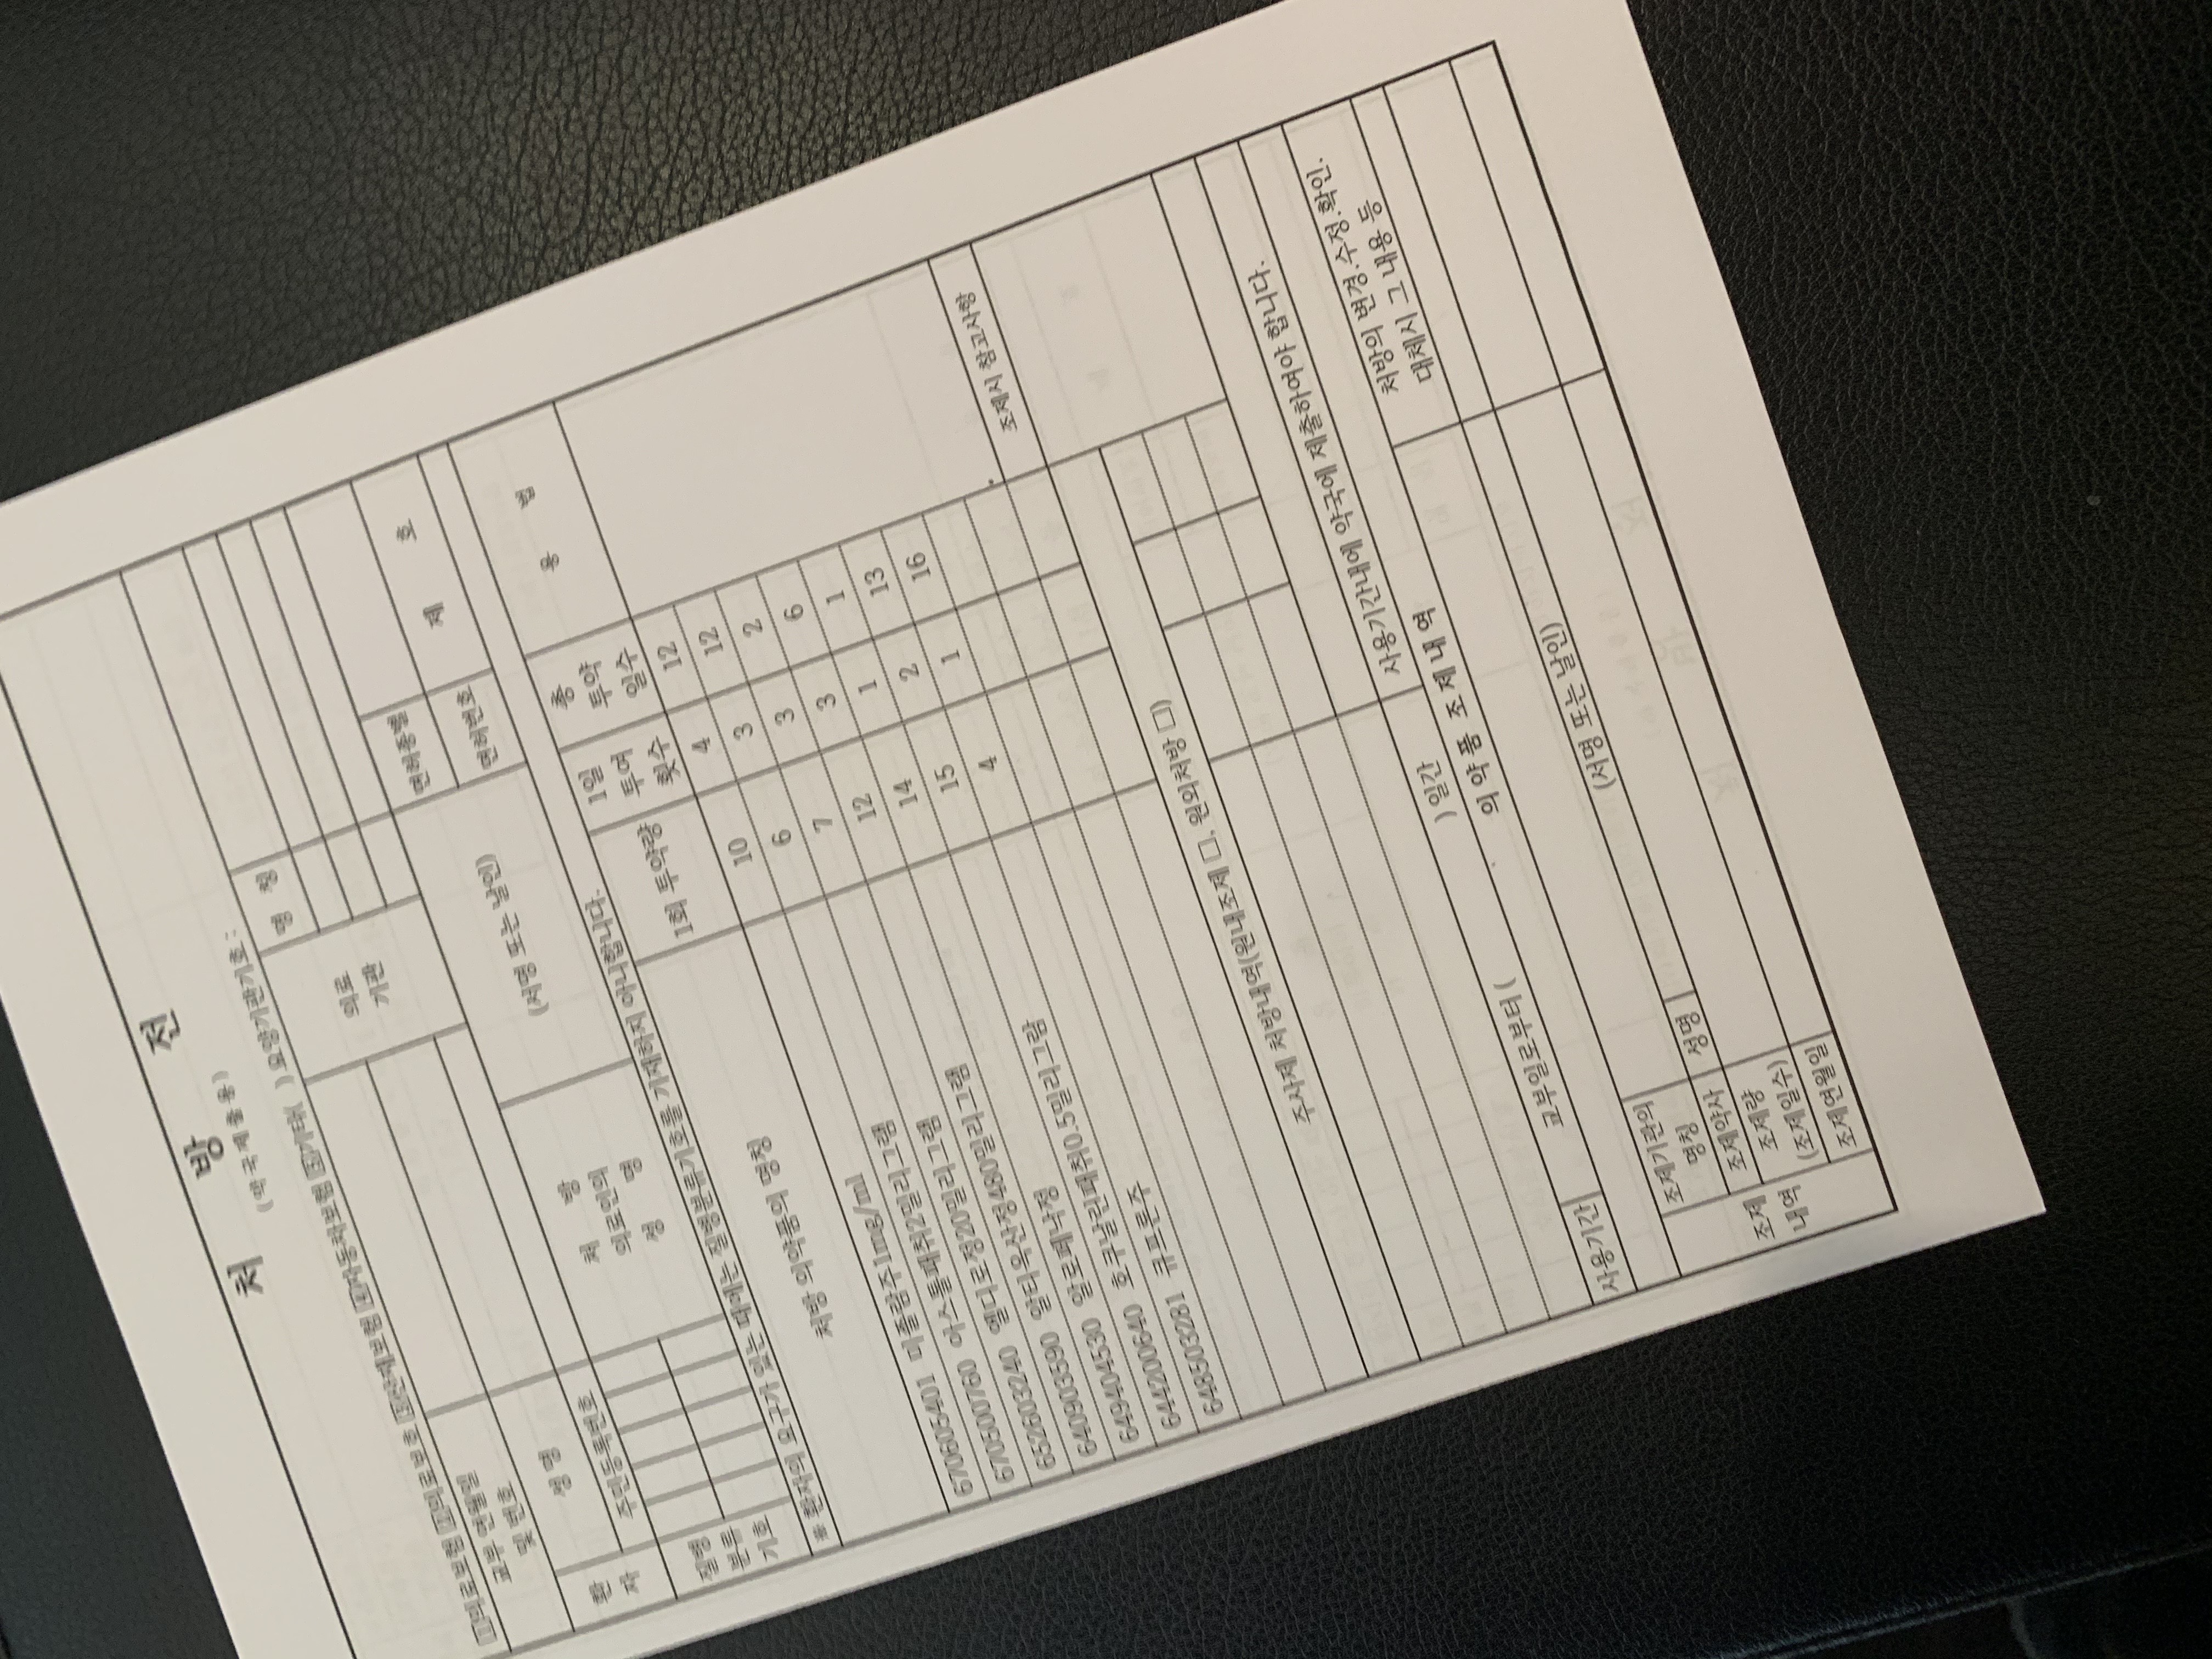 처 방 전
(약국제출용)
1의료보험 2의료보호 3산재보험 4자동차보험 5기타( ) 요양기관기호 :
교부 연월일
및 번호
의료
기관
명 칭
환
자
성 명
주민등록번호
처 방
의료인의
성 명
(서명 또는 날인)
면허종별
면허번호
제 호
질병
분류
기호
※ 환자의 요구가 있는 때에는 질병분류기호를 기재하지 아니합니다.
처방 의약품의 명칭
1회 투약량
1일
투여
횟수
총
투약
일수
용 법
670605401 미졸람주1mg/ml 10 4 12
670500760 아스톨패취2밀리그램 6 3 12
652603240 엘디로정20밀리그램 7 3 2
640903590 알티옥산정480밀리그램 12 3 6
649404530 알로페낙정 14 1 1
644200640 호쿠날린패취0.5밀리그람 15 2 13
648503281 큐프론주 4 1 16
조제시 참고사항
주사제 처방내역(원내조제 □, 원외처방 □)
사용기간
교부일로부터 ( ) 일간
사용기간내에 약국에 제출하여야 합니다.
의 약 품 조 제 내 역
처방의 변경.수정.확인.
대체시 그 내용 등
조제
내역
조제기관의
명칭
조제약사
성명
(서명 또는 날인)
조제량
(조제일수)
조제연월일